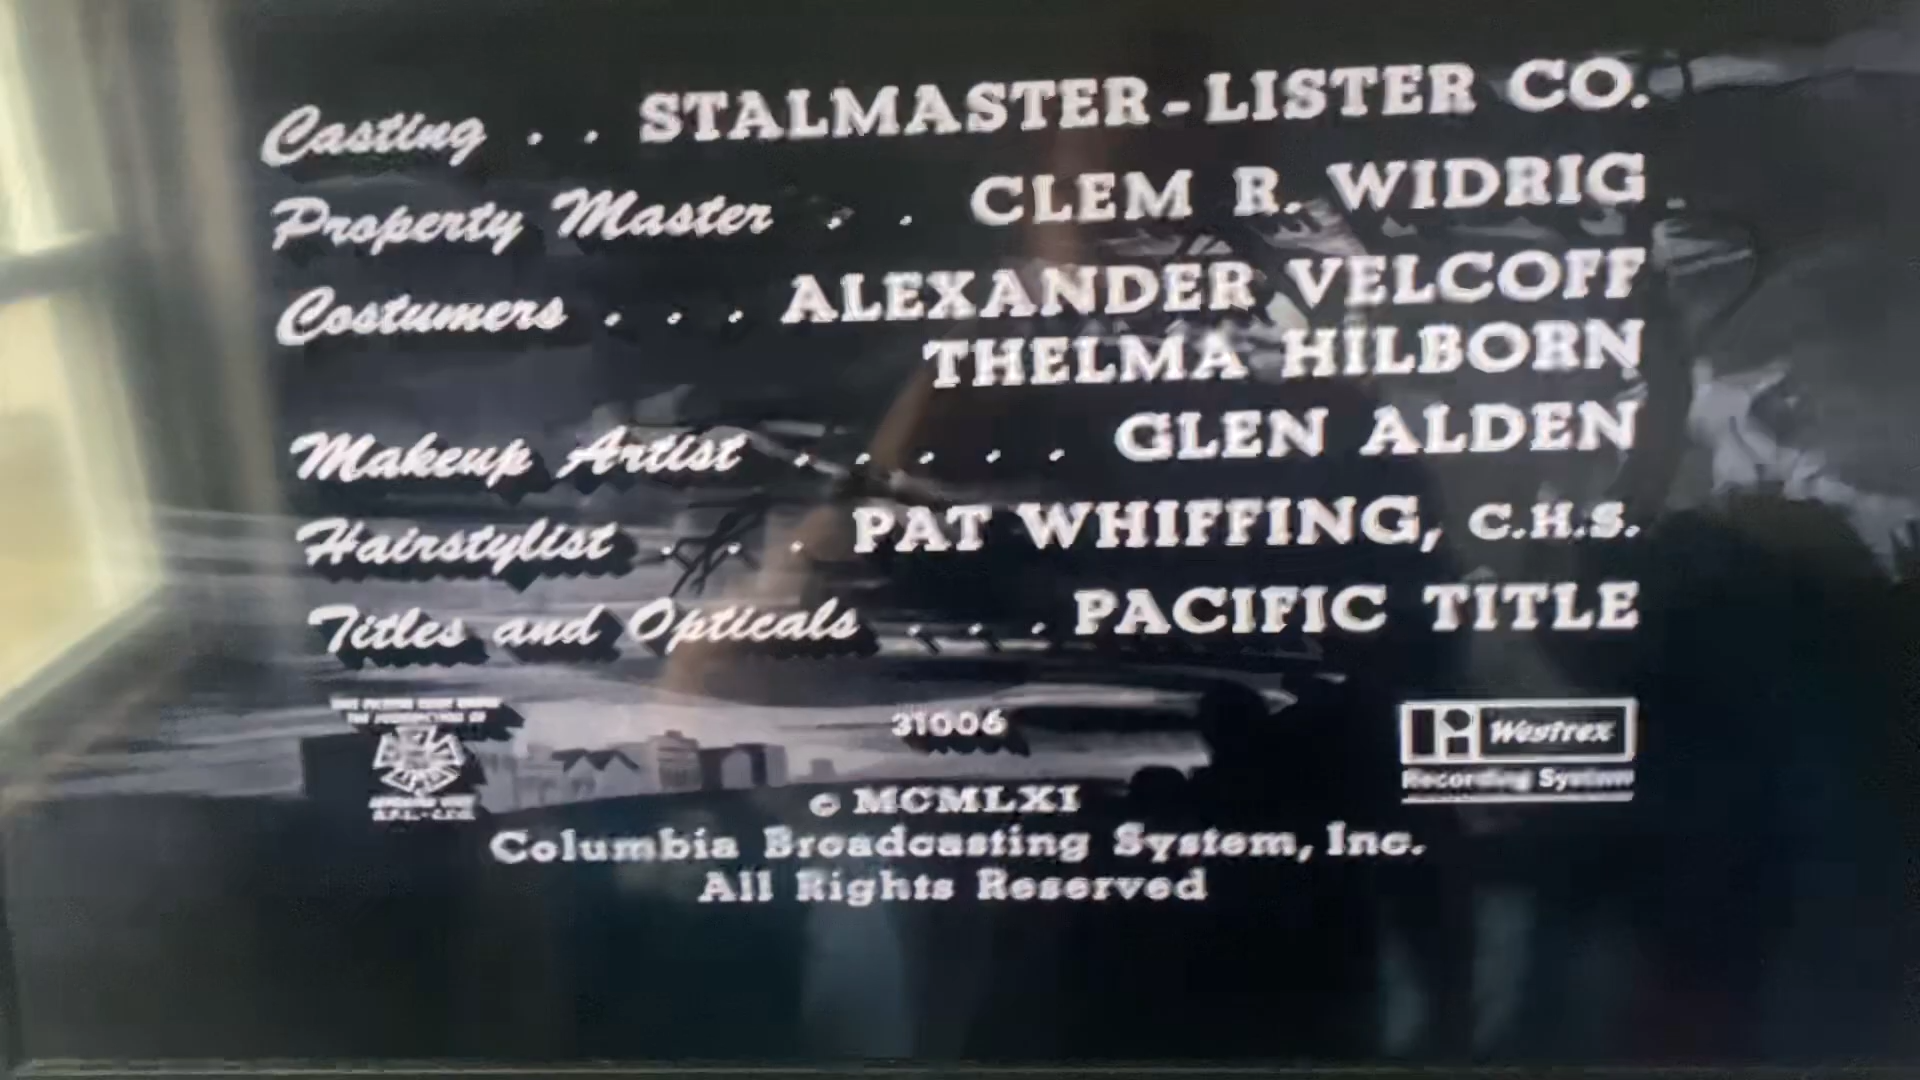 Casting . . STALMASTER-LISTER CO.
Property Master . . CLEM R. WIDRIG
Costumers . . . ALEXANDER VELCOFF
THELMA HILBORN
Makeup Artist . . . . . GLEN ALDEN
Hairstylist . . . PAT WHIFFING, C.H.S.
Titles and Opticals . . . PACIFIC TITLE
31006
Westrex
Recording System
© MCMLXI
Columbia Broadcasting System, Inc.
All Rights Reserved